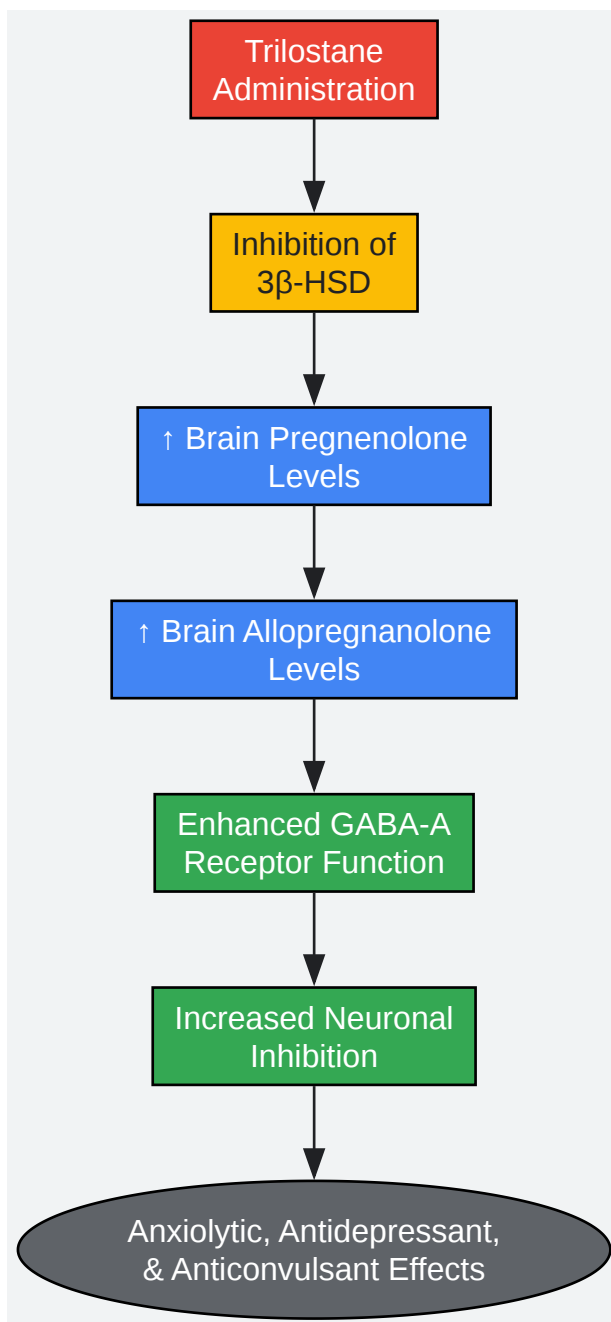 Trilostane
Administration
Inhibition of
3β-HSD
↑ Brain Pregnenolone
Levels
↑ Brain Allopregnanolone
Levels
Enhanced GABA-A
Receptor Function
Increased Neuronal
Inhibition
Anxiolytic, Antidepressant,
& Anticonvulsant Effects